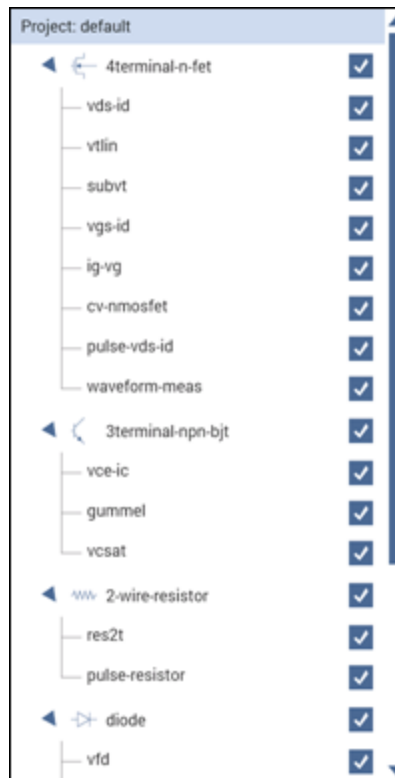 Project: default
4terminal-n-fet
vds-id
vtlin
subvt
vgs-id
ig-vg
cv-nmosfet
pulse-vds-id
waveform-meas
3terminal-npn-bjt
vce-ic
gummel
vcsat
2-wire-resistor
res2t
pulse-resistor
diode
vfd